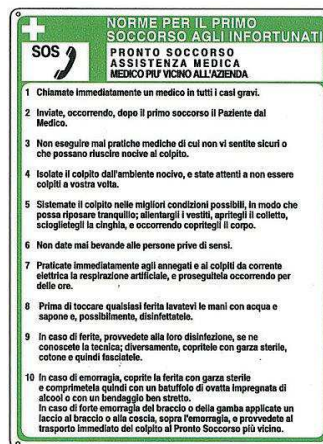 NORME PER IL PRIMO
SOCCORSO AGLI INFORTUNATI
SOS
PRONTO SOCCORSO
ASSISTENZA MEDICA
MEDICO PIU' VICINO ALL'AZIENDA
1 Chiamate immediatamente un medico in tutti i casi gravi.
2 Inviate, occorrendo, dopo il primo soccorso il Paziente dal
Medico.
3 Non eseguire mai pratiche mediche di cui non vi sentite sicuri o
che possano riuscire nocive al colpito.
4 Isolate il colpito dall'ambiente nocivo, e state attenti a non essere
colpiti a vostra volta.
5 Sistemate il colpito nelle migliori condizioni possibili, in modo che
possa riposare tranquillo; allentargli i vestiti, apritegli il colletto,
scioglietegli la cinghia, e occorrendo copritegli il corpo.
6 Non date mai bevande alle persone prive di sensi.
7 Praticate immediatamente agli annegati e ai colpiti da corrente
elettrica la respirazione artificiale, e proseguitela occorrendo per
delle ore.
8 Prima di toccare qualsiasi ferita lavatevi le mani con acqua e
sapone e, possibilmente, disinfettatele.
9 In caso di ferite, provvedete alla loro disinfezione, se ne
conoscete la tecnica; diversamente, copritele con garza sterile,
cotone e quindi fasciatele.
10 In caso di emorragia, coprite la ferita con garza sterile
e comprimetela quindi con un batuffolo di ovatta impregnata di
alcool e con un bendaggio ben stretto.
In caso di forte emorragia del braccio o della gamba applicate un
laccio al braccio o alla coscia, sopra l'emorragia, e provvedete al
trasporto immediato del colpito al Pronto Soccorso più vicino.